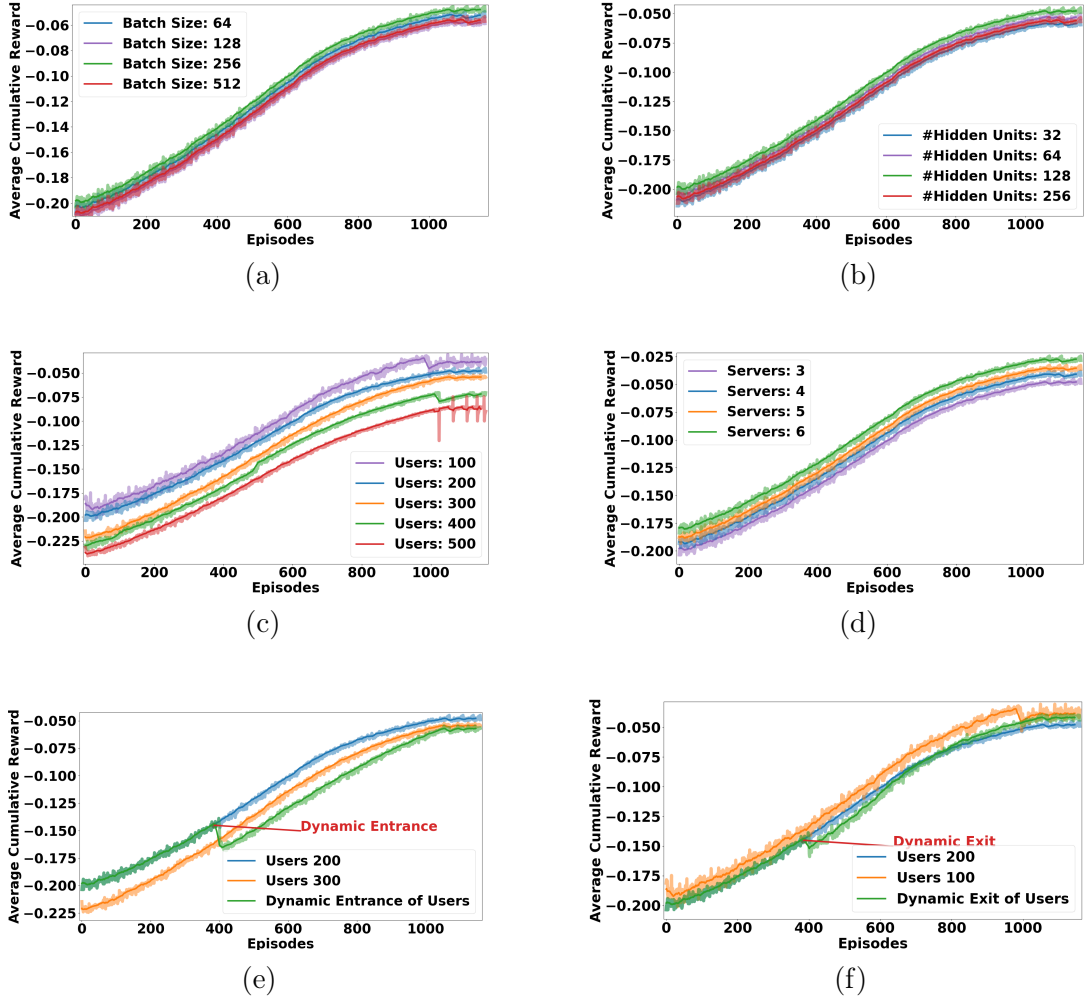 Average Cumulative Reward
−0.06
−0.08
−0.10
−0.12
−0.14
−0.16
−0.18
−0.20
Batch Size: 64
Batch Size: 128
Batch Size: 256
Batch Size: 512
0 200 400 600 800 1000
Episodes
(a)
Average Cumulative Reward
−0.050
−0.075
−0.100
−0.125
−0.150
−0.175
−0.200
#Hidden Units: 32
#Hidden Units: 64
#Hidden Units: 128
#Hidden Units: 256
0 200 400 600 800 1000
Episodes
(b)
Average Cumulative Reward
−0.050
−0.075
−0.100
−0.125
−0.150
−0.175
−0.200
−0.225
Users: 100
Users: 200
Users: 300
Users: 400
Users: 500
0 200 400 600 800 1000
Episodes
(c)
Average Cumulative Reward
−0.025
−0.050
−0.075
−0.100
−0.125
−0.150
−0.175
−0.200
Servers: 3
Servers: 4
Servers: 5
Servers: 6
0 200 400 600 800 1000
Episodes
(d)
Average Cumulative Reward
−0.050
−0.075
−0.100
−0.125
−0.150
−0.175
−0.200
−0.225
Dynamic Entrance
Users 200
Users 300
Dynamic Entrance of Users
0 200 400 600 800 1000
Episodes
(e)
Average Cumulative Reward
−0.050
−0.075
−0.100
−0.125
−0.150
−0.175
−0.200
Dynamic Exit
Users 200
Users 100
Dynamic Exit of Users
0 200 400 600 800 1000
Episodes
(f)